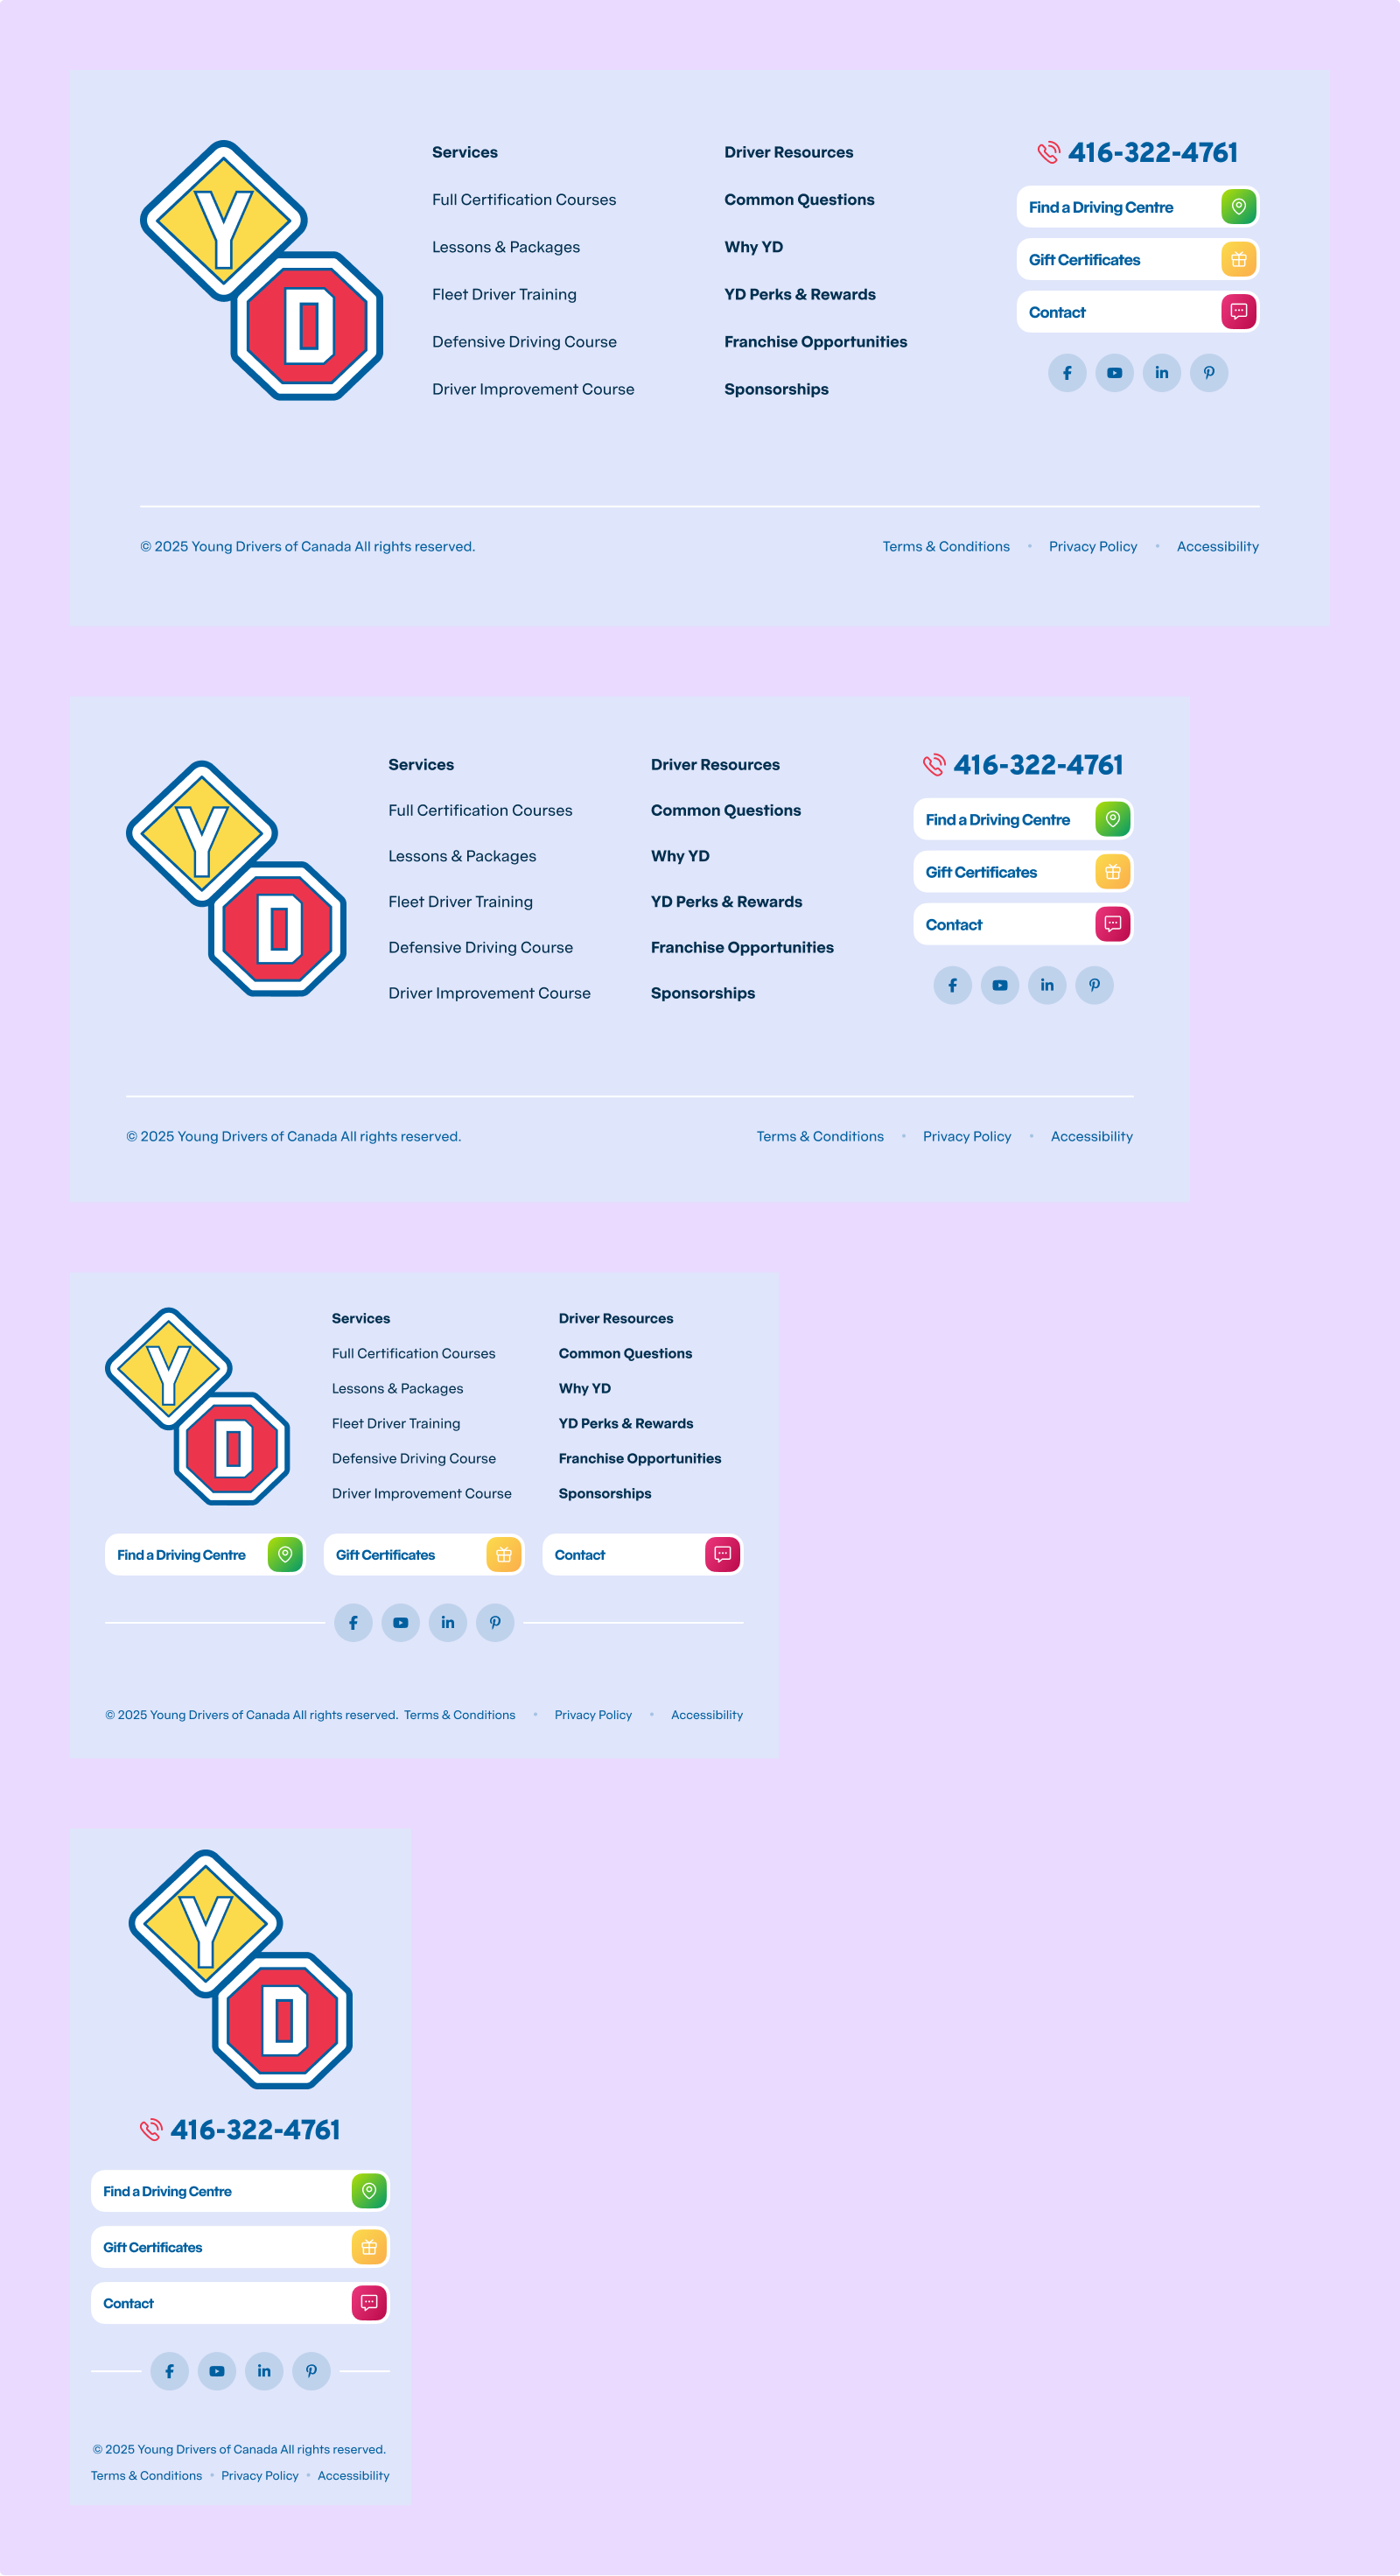 Y
D
Services
Full Certification Courses
Lessons & Packages
Fleet Driver Training
Defensive Driving Course
Driver Improvement Course
Driver Resources
Common Questions
Why YD
YD Perks & Rewards
Franchise Opportunities
Sponsorships
416-322-4761
Find a Driving Centre
Gift Certificates
Contact
© 2025 Young Drivers of Canada All rights reserved.
Terms & Conditions • Privacy Policy • Accessibility
Y
D
Services
Full Certification Courses
Lessons & Packages
Fleet Driver Training
Defensive Driving Course
Driver Improvement Course
Driver Resources
Common Questions
Why YD
YD Perks & Rewards
Franchise Opportunities
Sponsorships
416-322-4761
Find a Driving Centre
Gift Certificates
Contact
© 2025 Young Drivers of Canada All rights reserved.
Terms & Conditions • Privacy Policy • Accessibility
Y
D
Services
Full Certification Courses
Lessons & Packages
Fleet Driver Training
Defensive Driving Course
Driver Improvement Course
Driver Resources
Common Questions
Why YD
YD Perks & Rewards
Franchise Opportunities
Sponsorships
Find a Driving Centre
Gift Certificates
Contact
© 2025 Young Drivers of Canada All rights reserved. Terms & Conditions • Privacy Policy • Accessibility
Y
D
416-322-4761
Find a Driving Centre
Gift Certificates
Contact
© 2025 Young Drivers of Canada All rights reserved.
Terms & Conditions • Privacy Policy • Accessibility